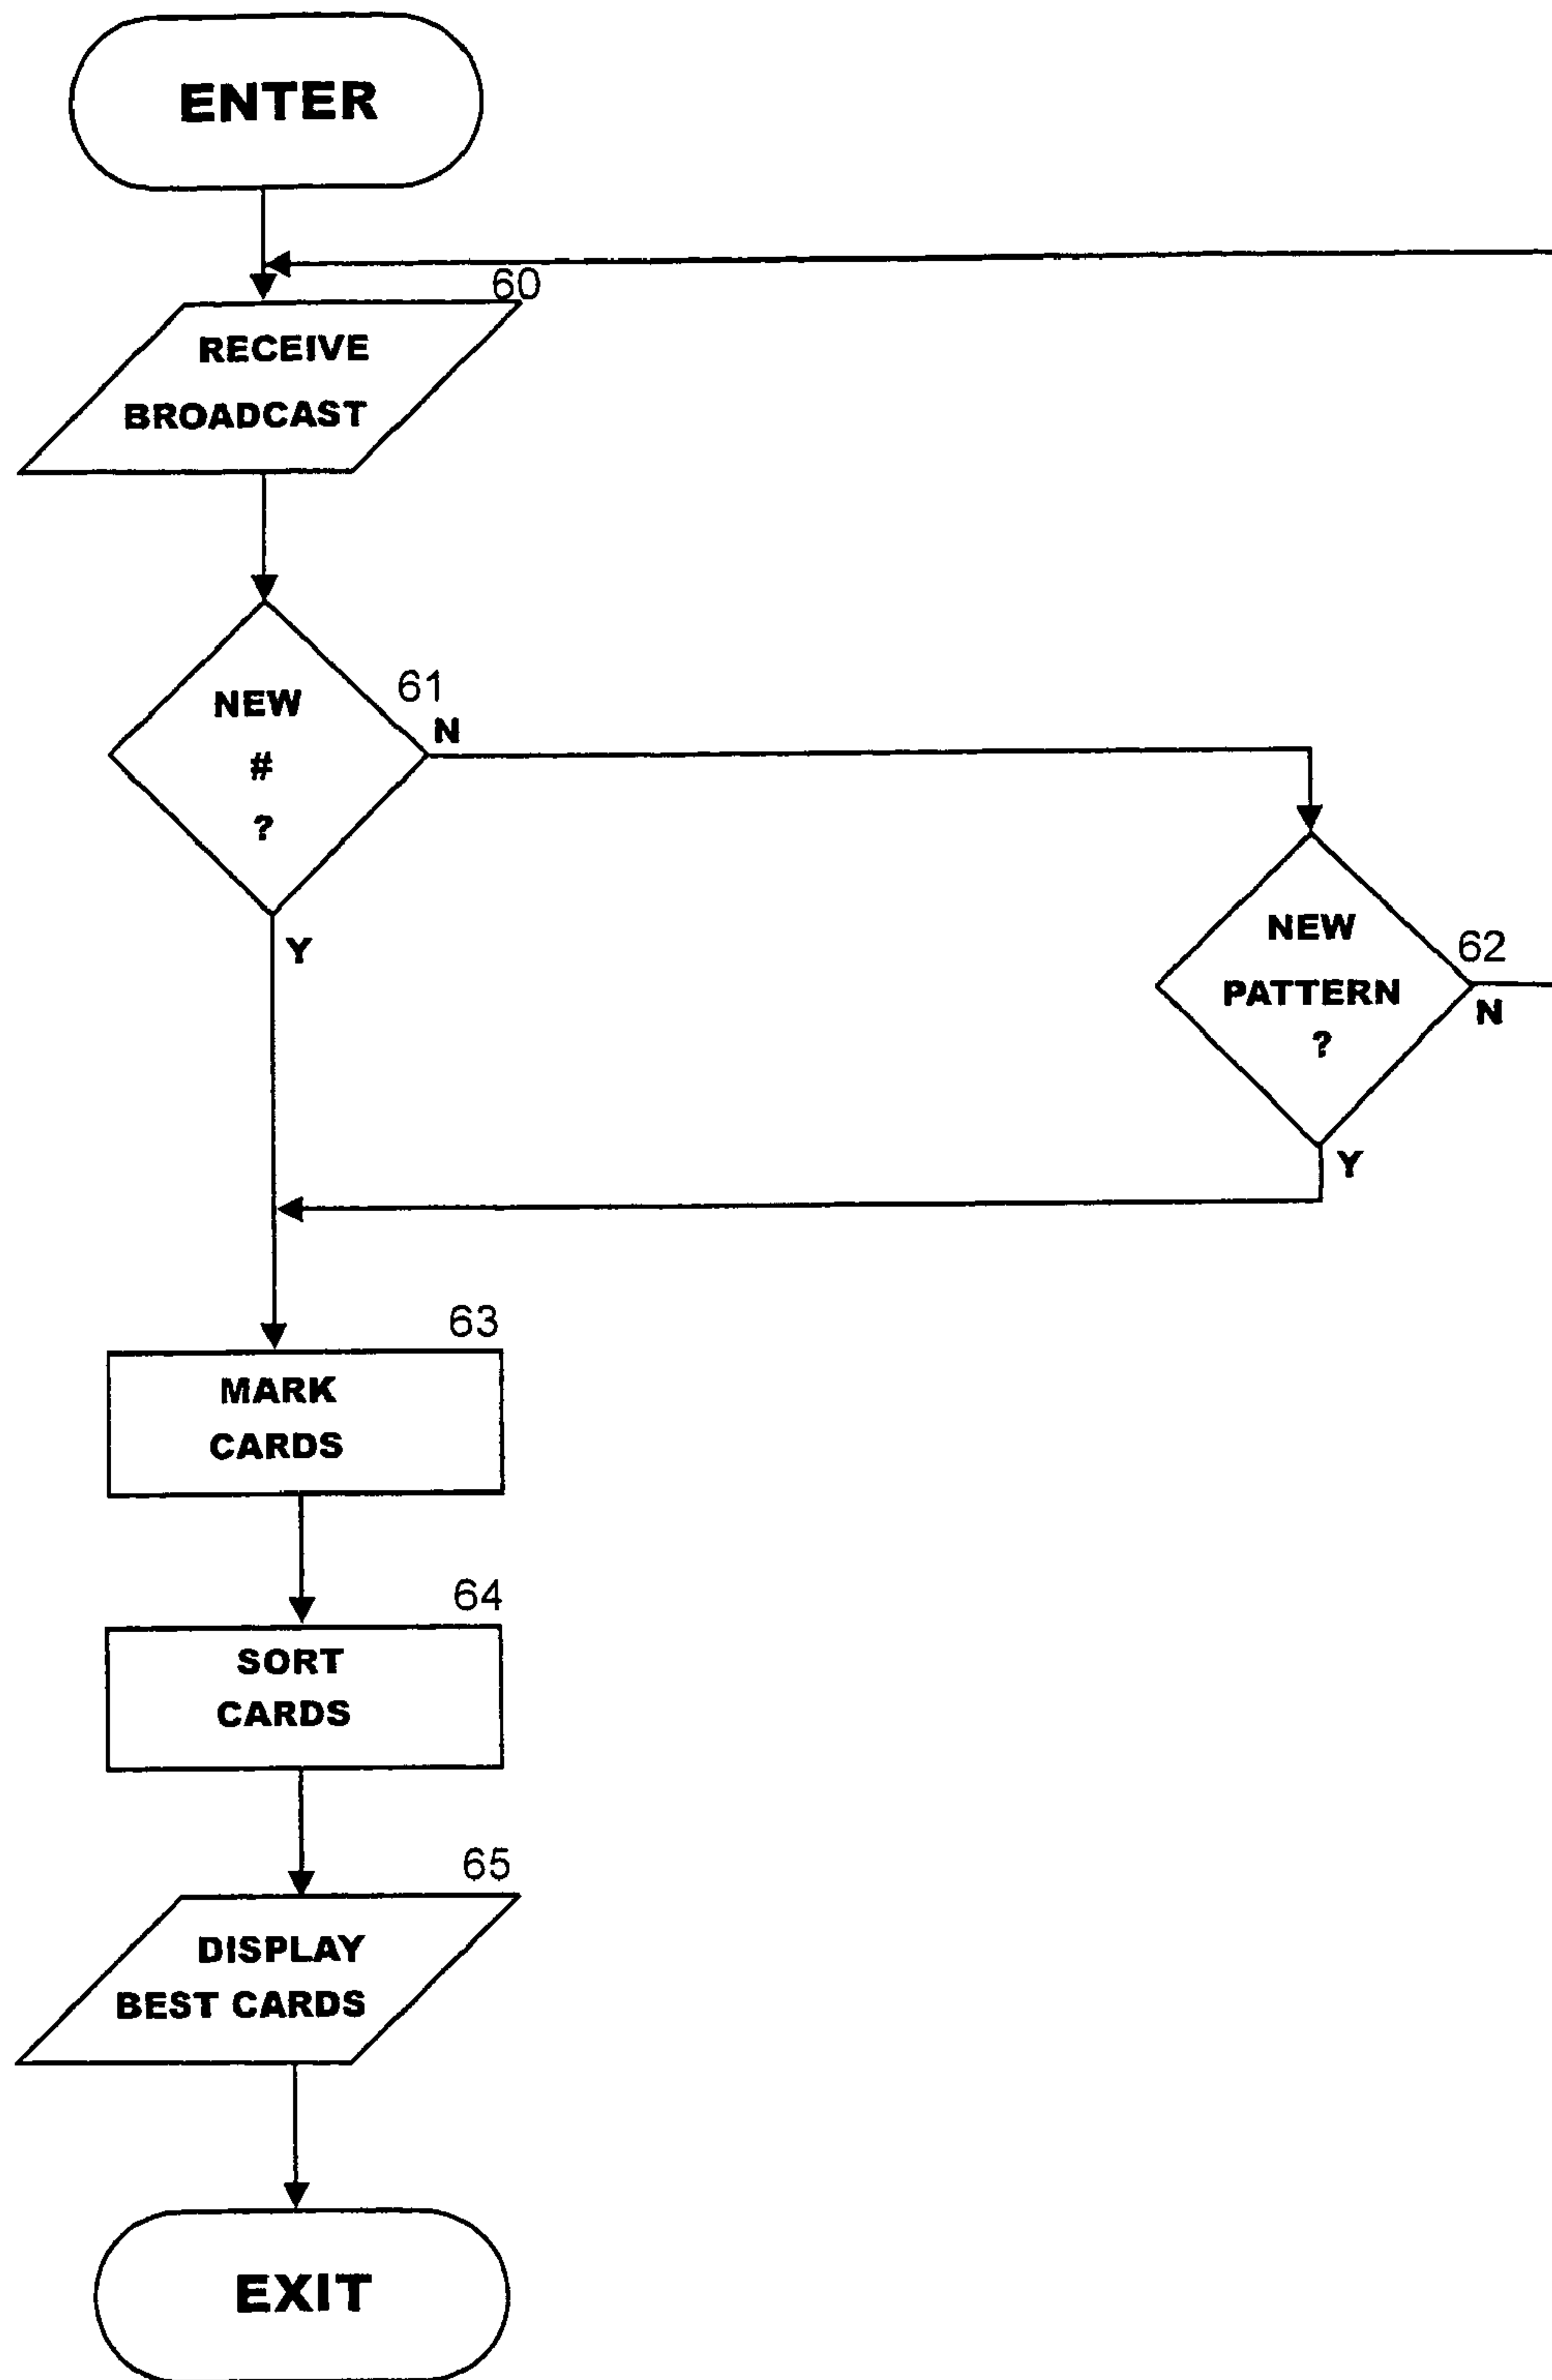 ENTER
60
RECEIVE
BROADCAST
61
NEW
#
?
N
Y
62
NEW
PATTERN
?
N
Y
63
MARK
CARDS
64
SORT
CARDS
65
DISPLAY
BEST CARDS
EXIT